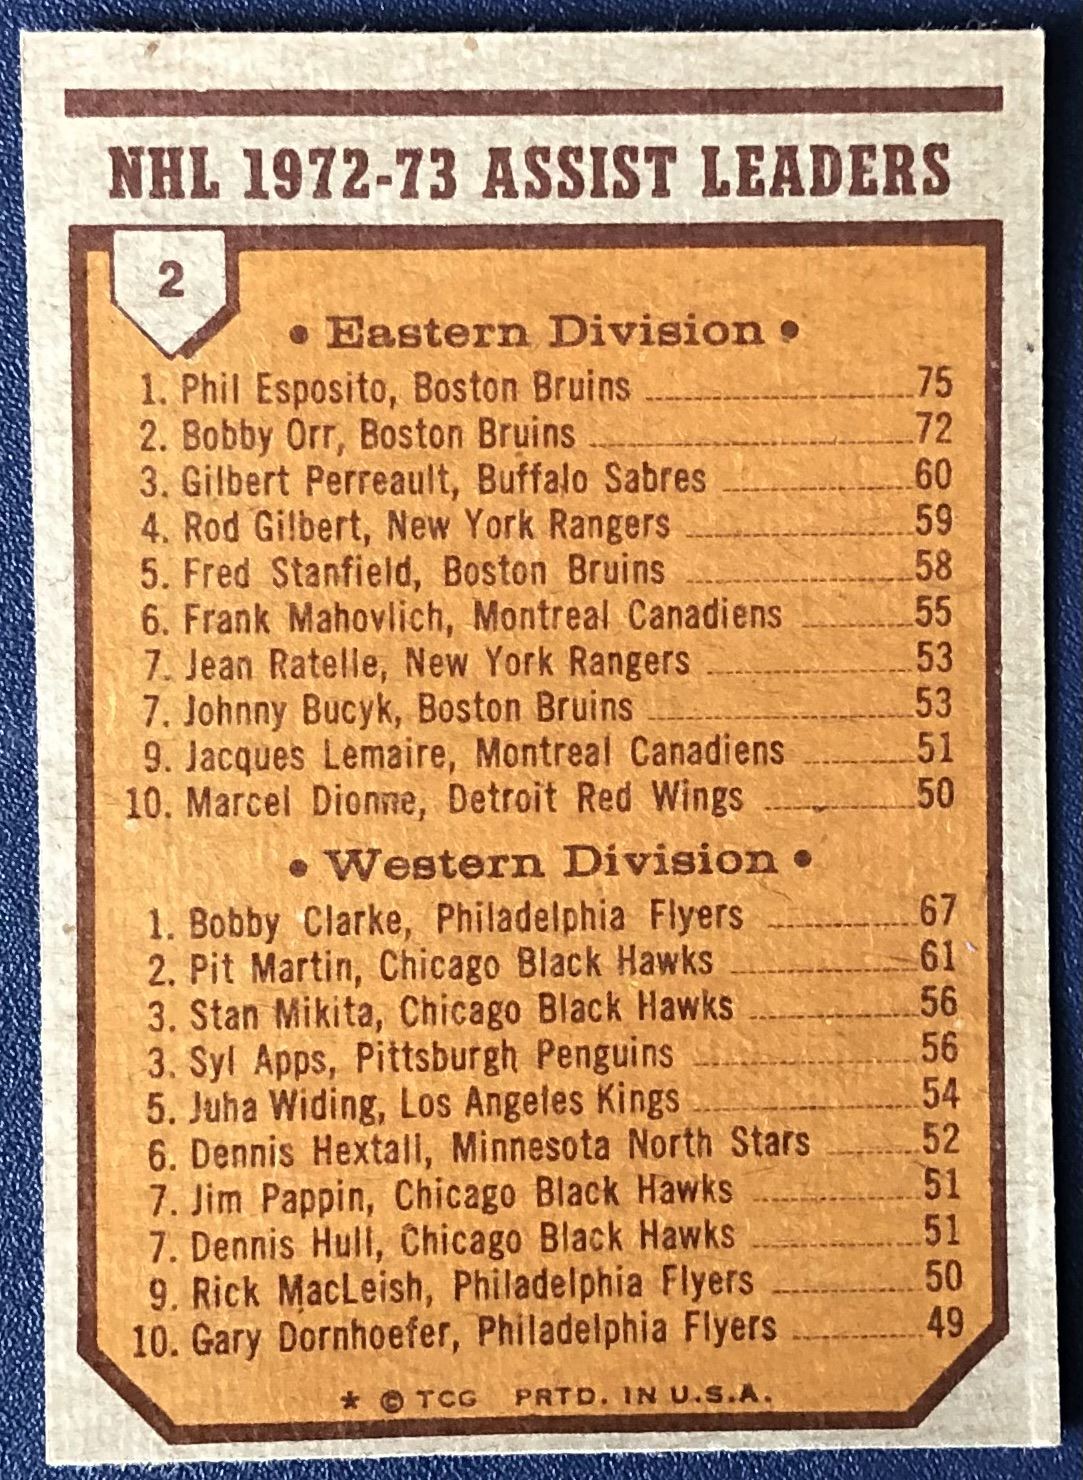 NHL 1972-73 ASSIST LEADERS
2
• Eastern Division •
1. Phil Esposito, Boston Bruins 75
2. Bobby Orr, Boston Bruins 72
3. Gilbert Perreault, Buffalo Sabres 60
4. Rod Gilbert, New York Rangers 59
5. Fred Stanfield, Boston Bruins 58
6. Frank Mahovlich, Montreal Canadiens 55
7. Jean Ratelle, New York Rangers 53
7. Johnny Bucyk, Boston Bruins 53
9. Jacques Lemaire, Montreal Canadiens 51
10. Marcel Dionne, Detroit Red Wings 50
• Western Division •
1. Bobby Clarke, Philadelphia Flyers 67
2. Pit Martin, Chicago Black Hawks 61
3. Stan Mikita, Chicago Black Hawks 56
3. Syl Apps, Pittsburgh Penguins 56
5. Juha Widing, Los Angeles Kings 54
6. Dennis Hextall, Minnesota North Stars 52
7. Jim Pappin, Chicago Black Hawks 51
7. Dennis Hull, Chicago Black Hawks 51
9. Rick MacLeish, Philadelphia Flyers 50
10. Gary Dornhoefer, Philadelphia Flyers 49
* © TCG PRTD. IN U.S.A.